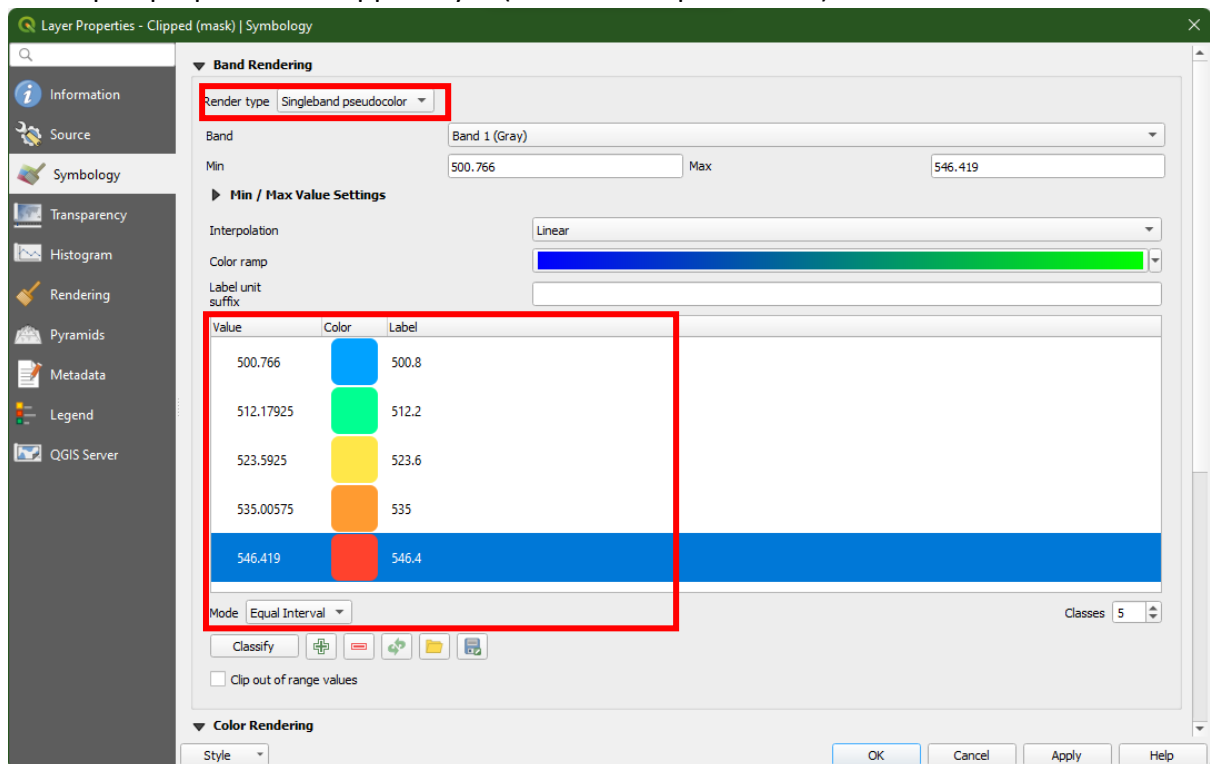 Layer Properties - Clipped (mask) | Symbology
Information
Source
Symbology
Transparency
Histogram
Rendering
Pyramids
Metadata
Legend
QGIS Server
Band Rendering
Render type Singleband pseudocolor
Band Band 1 (Gray)
Min 500.766 Max 546.419
Min / Max Value Settings
Interpolation Linear
Color ramp
Label unit
suffix
Value Color Label
500.766 500.8
512.17925 512.2
523.5925 523.6
535.00575 535
546.419 546.4
Mode Equal Interval Classes 5
Classify
Clip out of range values
Color Rendering
Style OK Cancel Apply Help